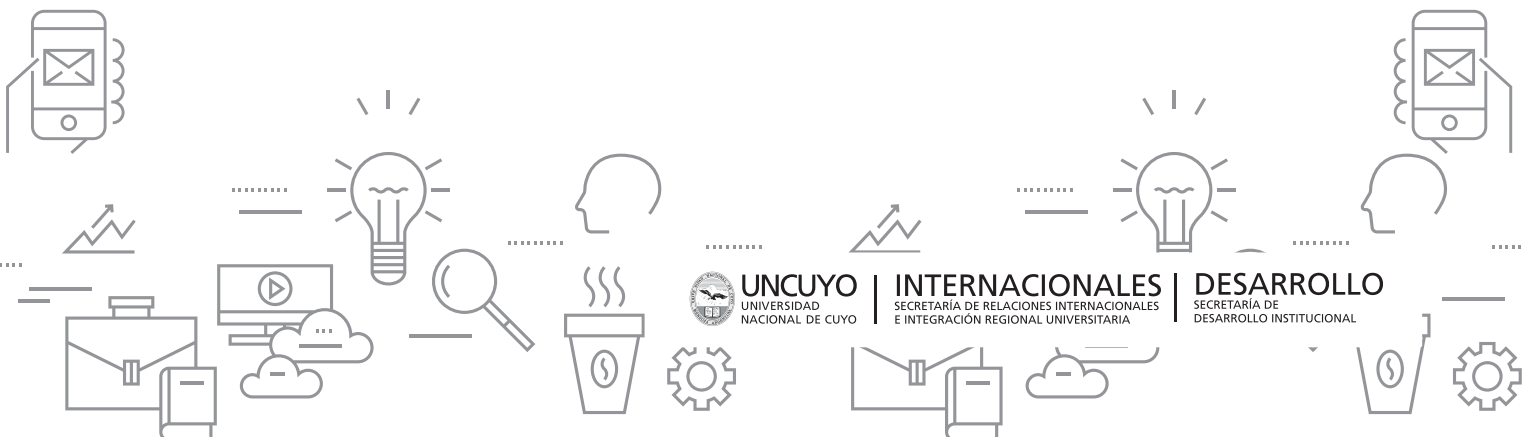 UNCUYO
UNIVERSIDAD
NACIONAL DE CUYO
INTERNACIONALES
SECRETARÍA DE RELACIONES INTERNACIONALES
E INTEGRACIÓN REGIONAL UNIVERSITARIA
DESARROLLO
SECRETARÍA DE
DESARROLLO INSTITUCIONAL